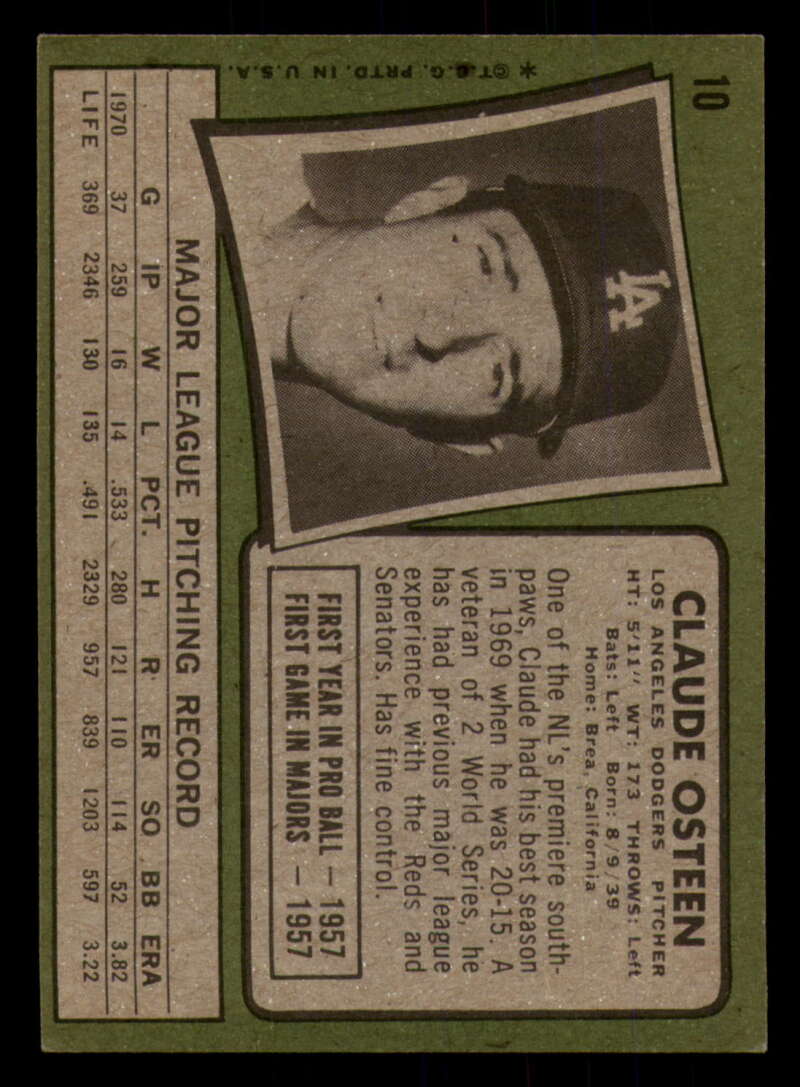 10
*©T.C.G. PRTD. IN U.S.A.
LA
CLAUDE OSTEEN
LOS ANGELES DODGERS PITCHER
HT: 5'11" WT: 173 THROWS: Left
Bats: Left Born: 8/9/39
Home: Brea, California
One of the NL's premiere south-
paws, Claude had his best season
in 1969 when he was 20-15. A
veteran of 2 World Series, he
has had previous major league
experience with the Reds and
Senators. Has fine control.
FIRST YEAR IN PRO BALL — 1957
FIRST GAME IN MAJORS — 1957
MAJOR LEAGUE PITCHING RECORD
G IP W L PCT. H R ER SO BB ERA
1970 37 259 16 14 .533 280 121 110 114 52 3.82
LIFE 369 2346 130 135 .491 2329 957 839 1203 597 3.22